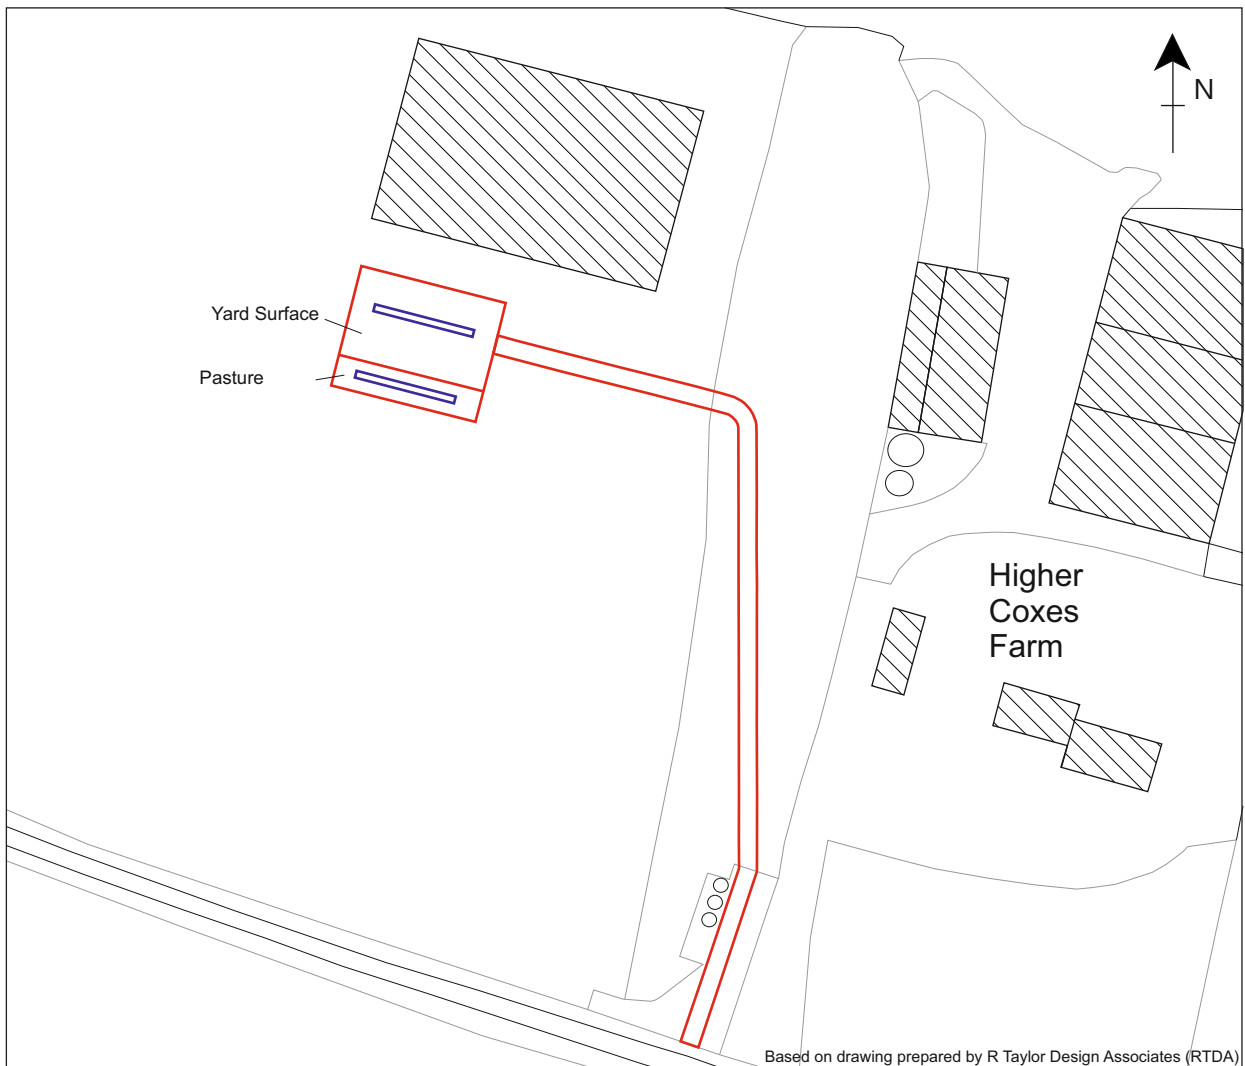 N
Yard Surface
Pasture
Higher
Coxes
Farm
Based on drawing prepared by R Taylor Design Associates (RTDA)